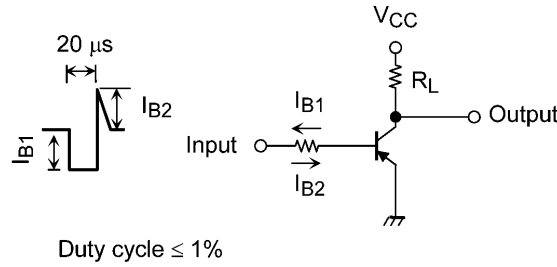 20 μs
I_B1
I_B2
Duty cycle ≤ 1%
V_CC
R_L
Output
Input
I_B1
I_B2